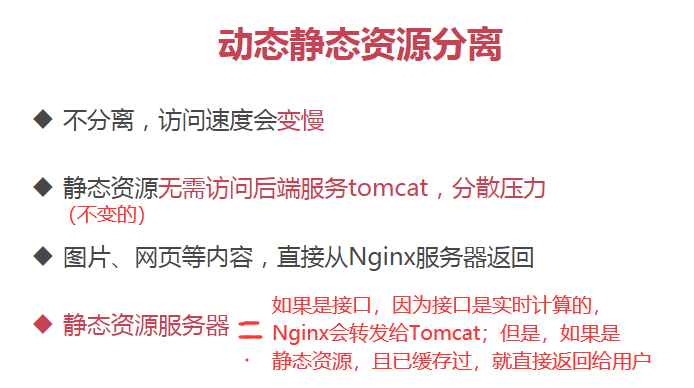 动态静态资源分离
◆ 不分离，访问速度会变慢
◆ 静态资源无需访问后端服务tomcat，分散压力
（不变的）
◆ 图片、网页等内容，直接从Nginx服务器返回
◆ 静态资源服务器
如果是接口，因为接口是实时计算的，
Nginx会转发给Tomcat；但是，如果是
静态资源，且已缓存过，就直接返回给用户